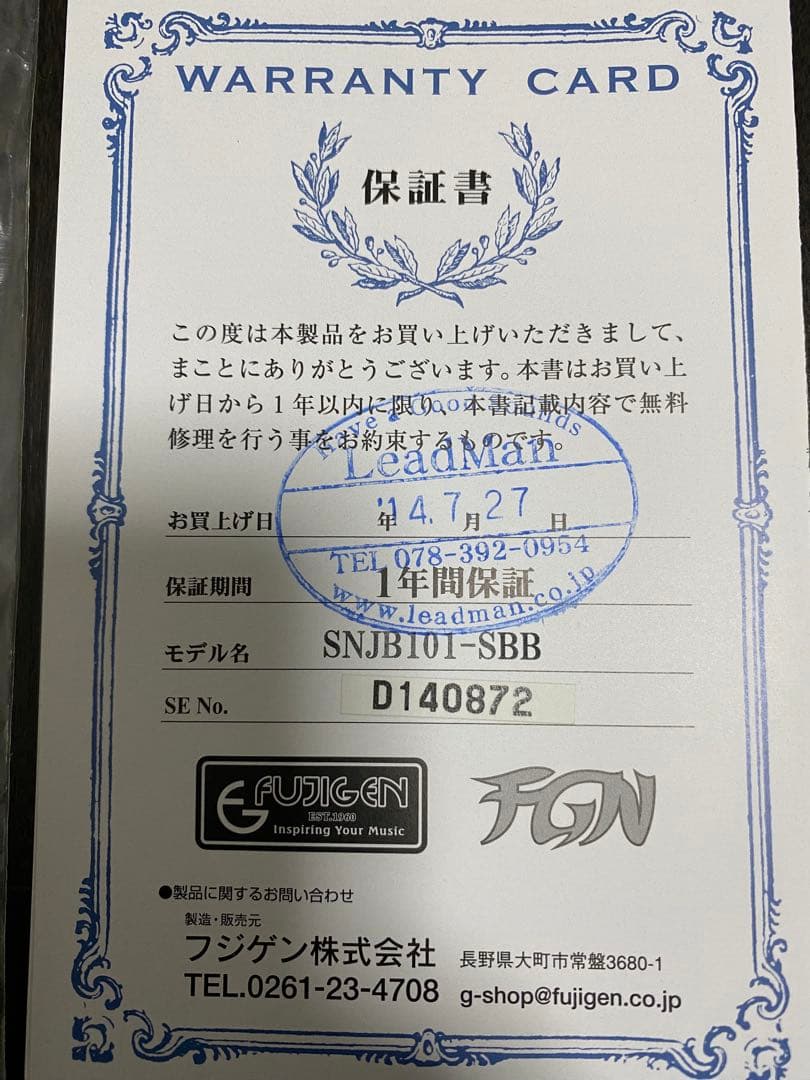 WARRANTY CARD
保証書
この度は本製品をお買い上げいただきまして、
まことにありがとうございます。本書はお買い上
げ日から1年以内に限り、本書記載内容で無料
修理を行う事をお約束するものです。
Have a Good
LeadMan
お買上げ日 年 月 日
'14.7.27
TEL 078-392-0954
保証期間 1年間保証
www.leadman.co.jp
モデル名 SNJB101-SBB
SE No. D140872
FUJIGEN
EST.1960
Inspiring Your Music
FGN
●製品に関するお問い合わせ
製造・販売元
フジゲン株式会社 長野県大町市常盤3680-1
TEL.0261-23-4708 g-shop@fujigen.co.jp